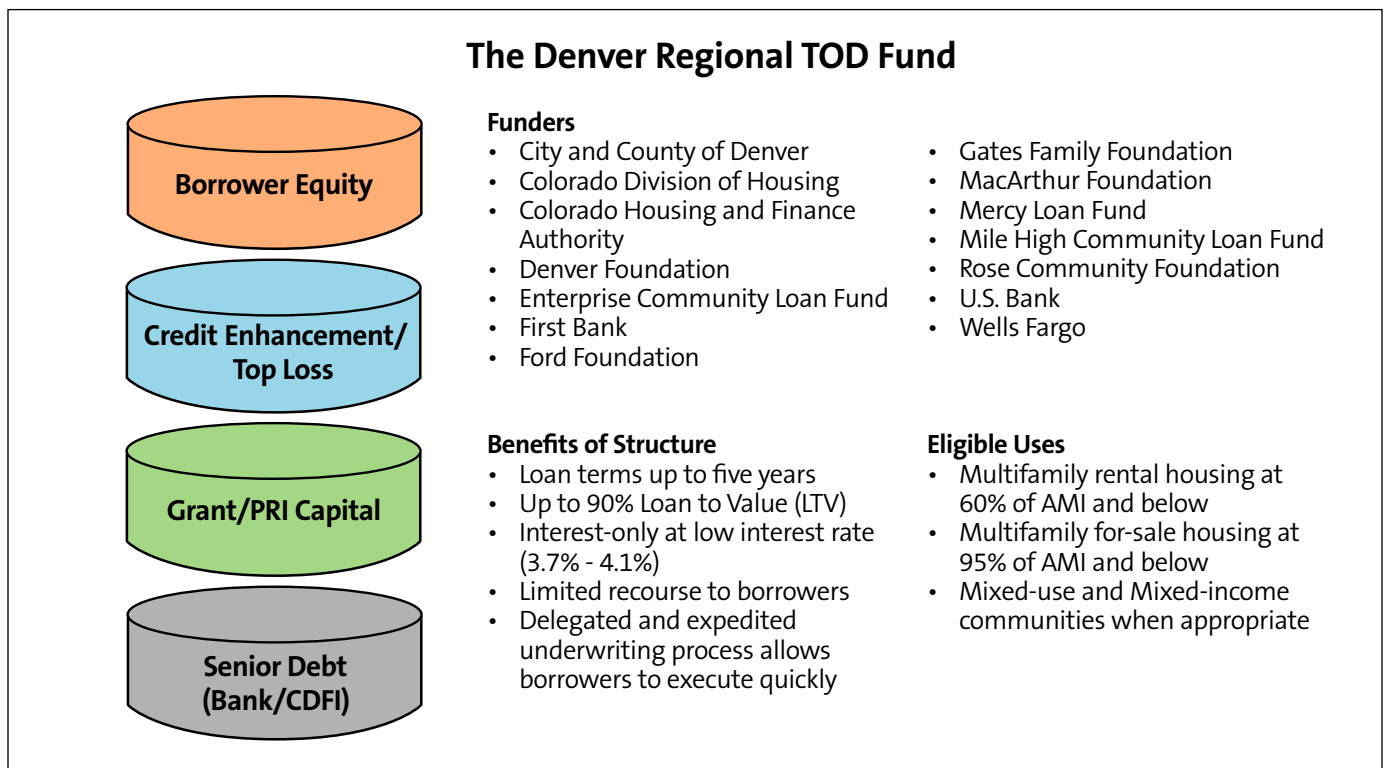 The Denver Regional TOD Fund
Borrower Equity
Credit Enhancement/
Top Loss
Grant/PRI Capital
Senior Debt
(Bank/CDFI)
Funders
• City and County of Denver
• Colorado Division of Housing
• Colorado Housing and Finance
Authority
• Denver Foundation
• Enterprise Community Loan Fund
• First Bank
• Ford Foundation
• Gates Family Foundation
• MacArthur Foundation
• Mercy Loan Fund
• Mile High Community Loan Fund
• Rose Community Foundation
• U.S. Bank
• Wells Fargo
Benefits of Structure
• Loan terms up to five years
• Up to 90% Loan to Value (LTV)
• Interest-only at low interest rate
(3.7% - 4.1%)
• Limited recourse to borrowers
• Delegated and expedited
underwriting process allows
borrowers to execute quickly
Eligible Uses
• Multifamily rental housing at
60% of AMI and below
• Multifamily for-sale housing at
95% of AMI and below
• Mixed-use and Mixed-income
communities when appropriate